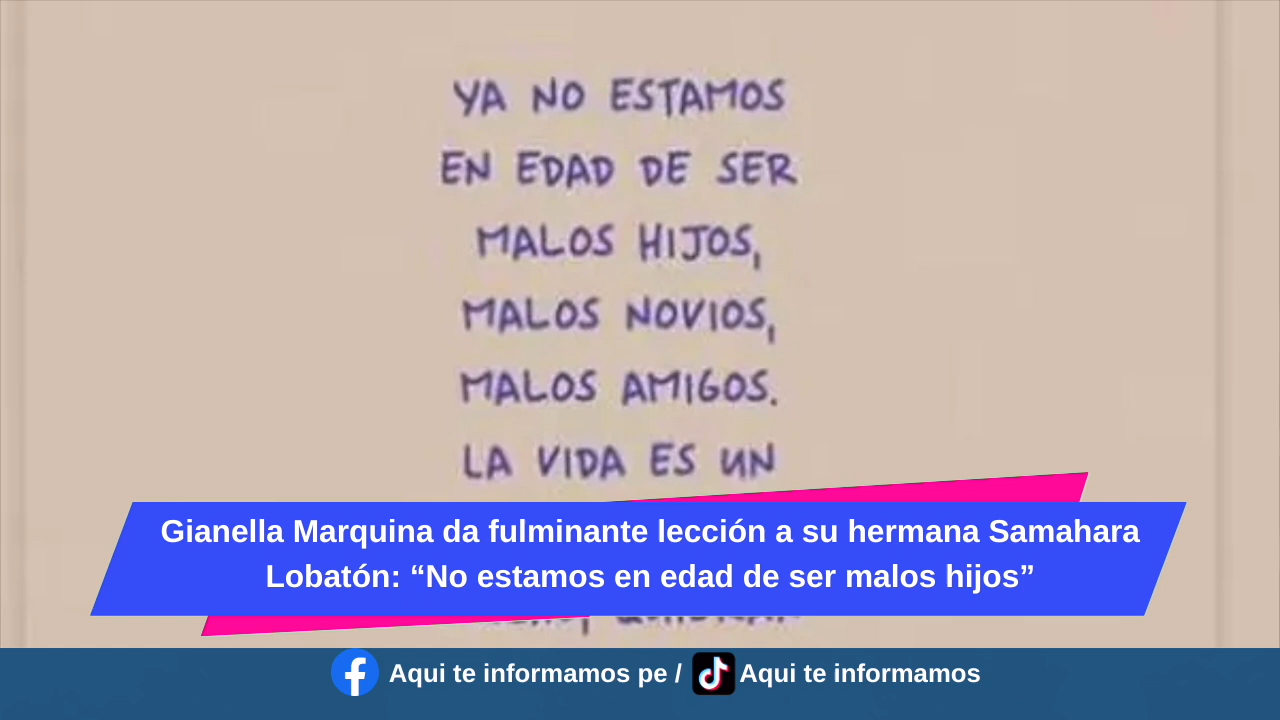 YA NO ESTAMOS
EN EDAD DE SER
MALOS HIJOS,
MALOS NOVIOS,
MALOS AMIGOS.
LA VIDA ES UN
Gianella Marquina da fulminante lección a su hermana Samahara
Lobatón: “No estamos en edad de ser malos hijos”
Aqui te informamos pe / Aqui te informamos